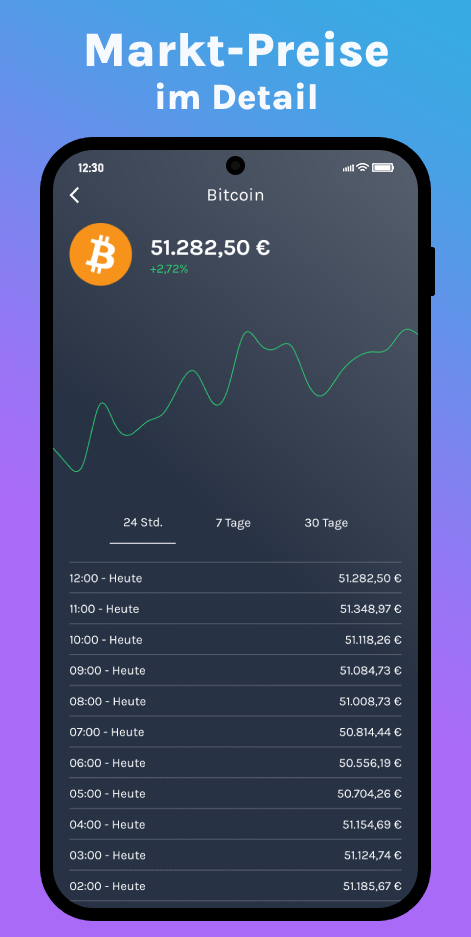 Markt-Preise
im Detail
12:30
Bitcoin
51.282,50 €
+2,72%
24 Std. 7 Tage 30 Tage
12:00 - Heute 51.282,50 €
11:00 - Heute 51.348,97 €
10:00 - Heute 51.118,26 €
09:00 - Heute 51.084,73 €
08:00 - Heute 51.008,73 €
07:00 - Heute 50.814,44 €
06:00 - Heute 50.556,19 €
05:00 - Heute 50.704,26 €
04:00 - Heute 51.154,69 €
03:00 - Heute 51.124,74 €
02:00 - Heute 51.185,67 €